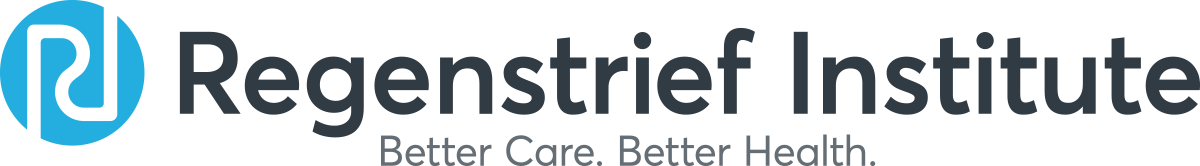 Regenstrief Institute
Better Care. Better Health.